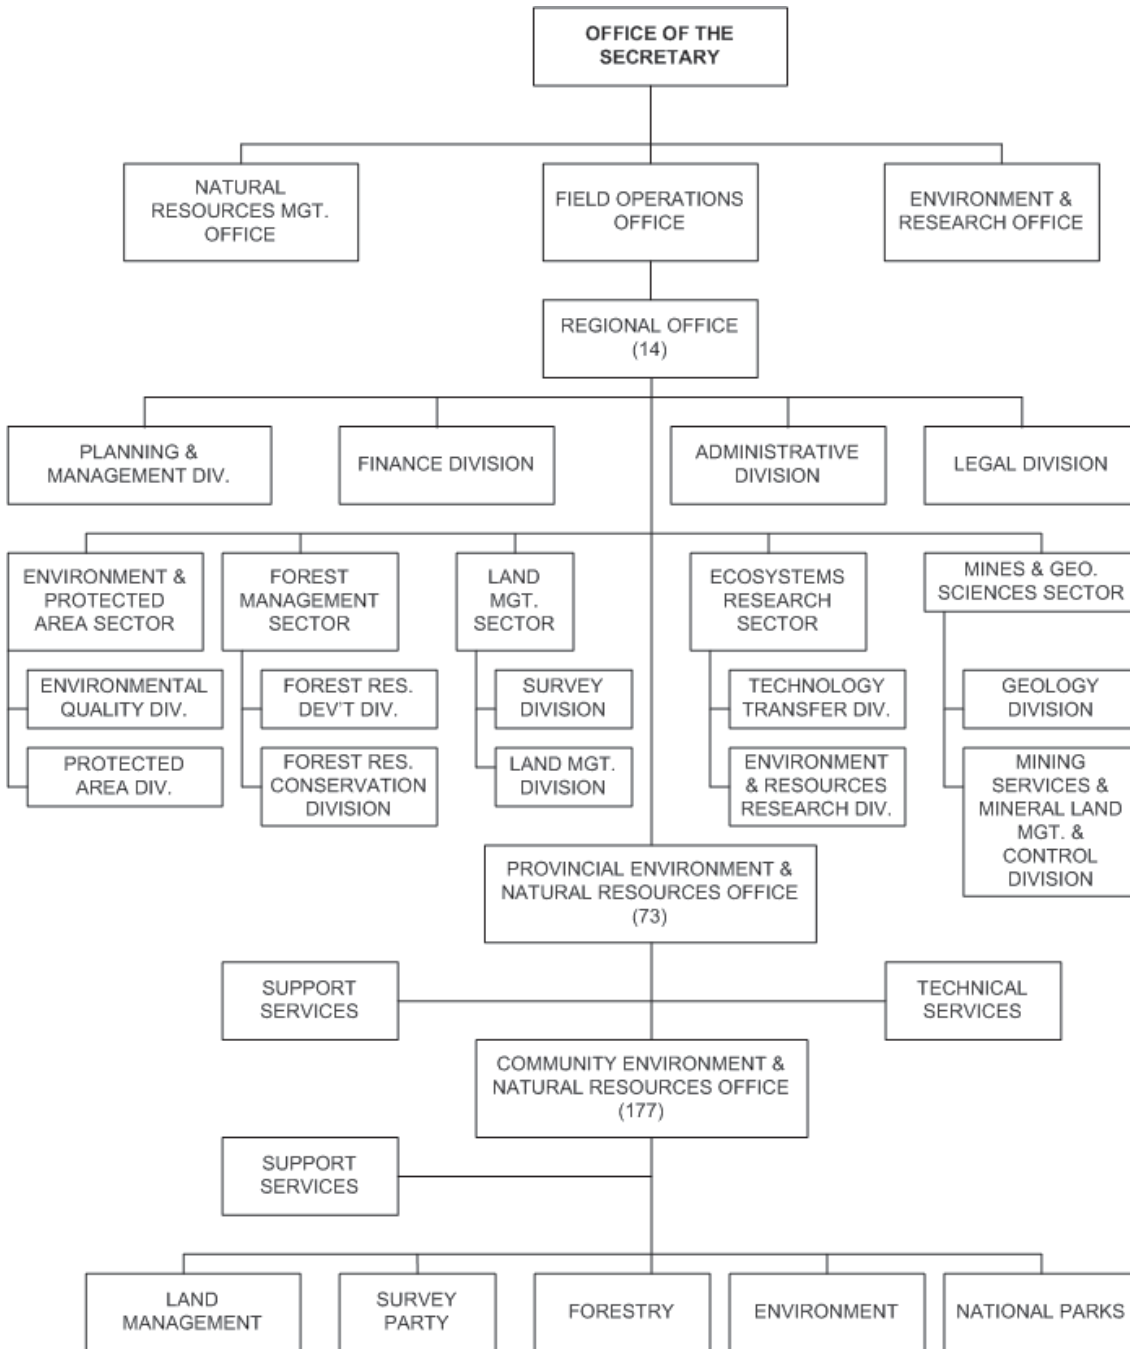 OFFICE OF THE
SECRETARY
NATURAL
RESOURCES MGT.
OFFICE
FIELD OPERATIONS
OFFICE
ENVIRONMENT &
RESEARCH OFFICE
REGIONAL OFFICE
(14)
PLANNING &
MANAGEMENT DIV.
FINANCE DIVISION
ADMINISTRATIVE
DIVISION
LEGAL DIVISION
ENVIRONMENT &
PROTECTED
AREA SECTOR
FOREST
MANAGEMENT
SECTOR
LAND
MGT.
SECTOR
ECOSYSTEMS
RESEARCH
SECTOR
MINES & GEO.
SCIENCES SECTOR
ENVIRONMENTAL
QUALITY DIV.
FOREST RES.
DEV'T DIV.
SURVEY
DIVISION
TECHNOLOGY
TRANSFER DIV.
GEOLOGY
DIVISION
PROTECTED
AREA DIV.
FOREST RES.
CONSERVATION
DIVISION
LAND MGT.
DIVISION
ENVIRONMENT
& RESOURCES
RESEARCH DIV.
MINING
SERVICES &
MINERAL LAND
MGT. &
CONTROL
DIVISION
PROVINCIAL ENVIRONMENT &
NATURAL RESOURCES OFFICE
(73)
SUPPORT
SERVICES
TECHNICAL
SERVICES
COMMUNITY ENVIRONMENT &
NATURAL RESOURCES OFFICE
(177)
SUPPORT
SERVICES
LAND
MANAGEMENT
SURVEY
PARTY
FORESTRY
ENVIRONMENT
NATIONAL PARKS